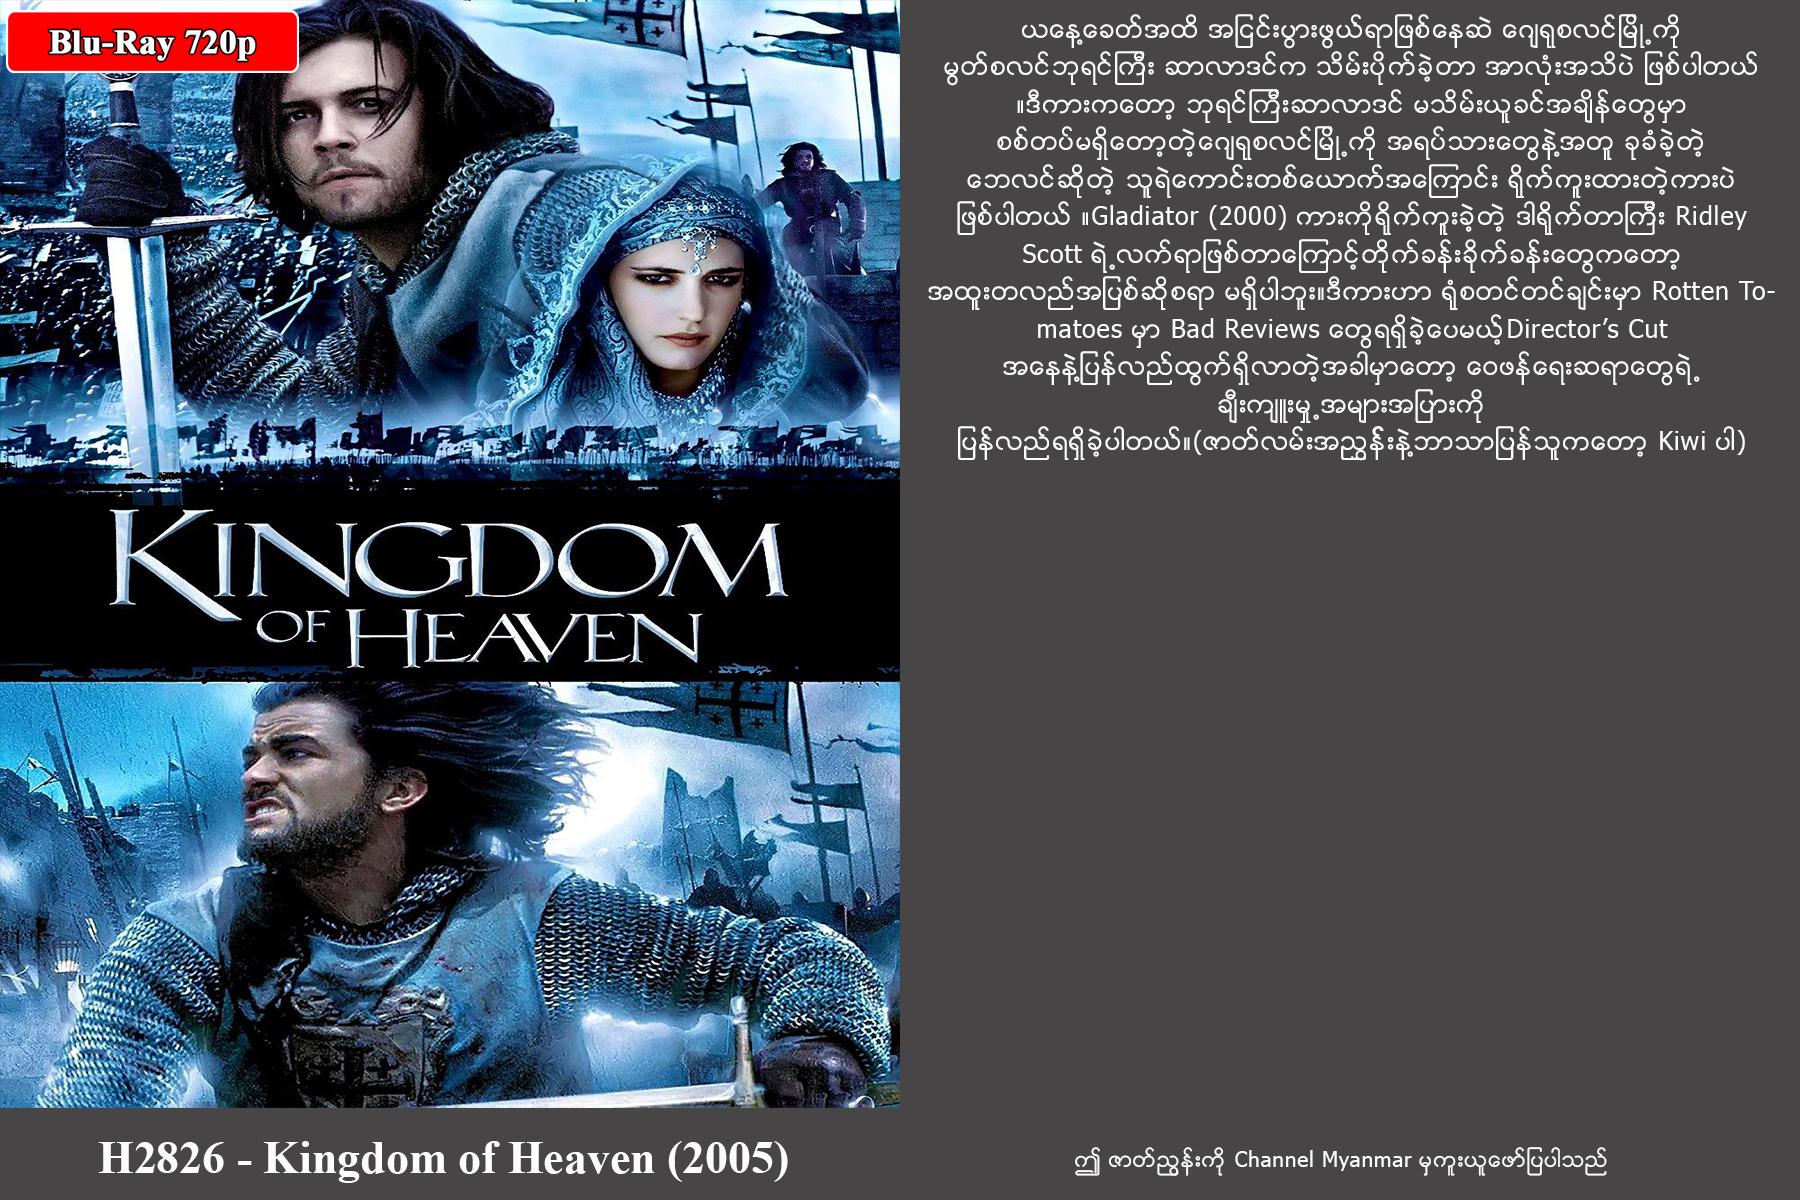 Blu-Ray 720p
KINGDOM
OF HEAVEN
H2826 - Kingdom of Heaven (2005)
ယနေ့ခေတ်အထိ အငြင်းပွားဖွယ်ရာဖြစ်နေဆဲ ဂျေရုစလင်မြို့ကို
မွတ်စလင်ဘုရင်ကြီး ဆာလာဒင်က သိမ်းပိုက်ခဲ့တာ အာလုံးအသိပဲ ဖြစ်ပါတယ်
။ဒီကားကတော့ ဘုရင်ကြီးဆာလာဒင် မသိမ်းယူခင်အချိန်တွေမှာ
စစ်တပ်မရှိတော့တဲ့ဂျေရုစလင်မြို့ကို အရပ်သားတွေနဲ့အတူ ခုခံခဲ့တဲ့
ဘေလင်ဆိုတဲ့ သူရဲကောင်းတစ်ယောက်အကြောင်း ရိုက်ကူးထားတဲ့ကားပဲ
ဖြစ်ပါတယ် ။Gladiator (2000) ကားကိုရိုက်ကူးခဲ့တဲ့ ဒါရိုက်တာကြီး Ridley
Scott ရဲ့လက်ရာဖြစ်တာကြောင့်တိုက်ခန်းခိုက်ခန်းတွေကတော့
အထူးတလည်အပြစ်ဆိုစရာ မရှိပါဘူး။ဒီကားဟာ ရုံစတင်တင်ချင်းမှာ Rotten To-
matoes မှာ Bad Reviews တွေရရှိခဲ့ပေမယ့်Director’s Cut
အနေနဲ့ပြန်လည်ထွက်ရှိလာတဲ့အခါမှာတော့ ဝေဖန်ရေးဆရာတွေရဲ့
ချီးကျူးမှု့အများအပြားကို
ပြန်လည်ရရှိခဲ့ပါတယ်။(ဇာတ်လမ်းအညွှန်းနဲ့ဘာသာပြန်သူကတော့ Kiwi ပါ)
ဤ ဇာတ်ညွှန်းကို Channel Myanmar မှကူးယူဖော်ပြပါသည်